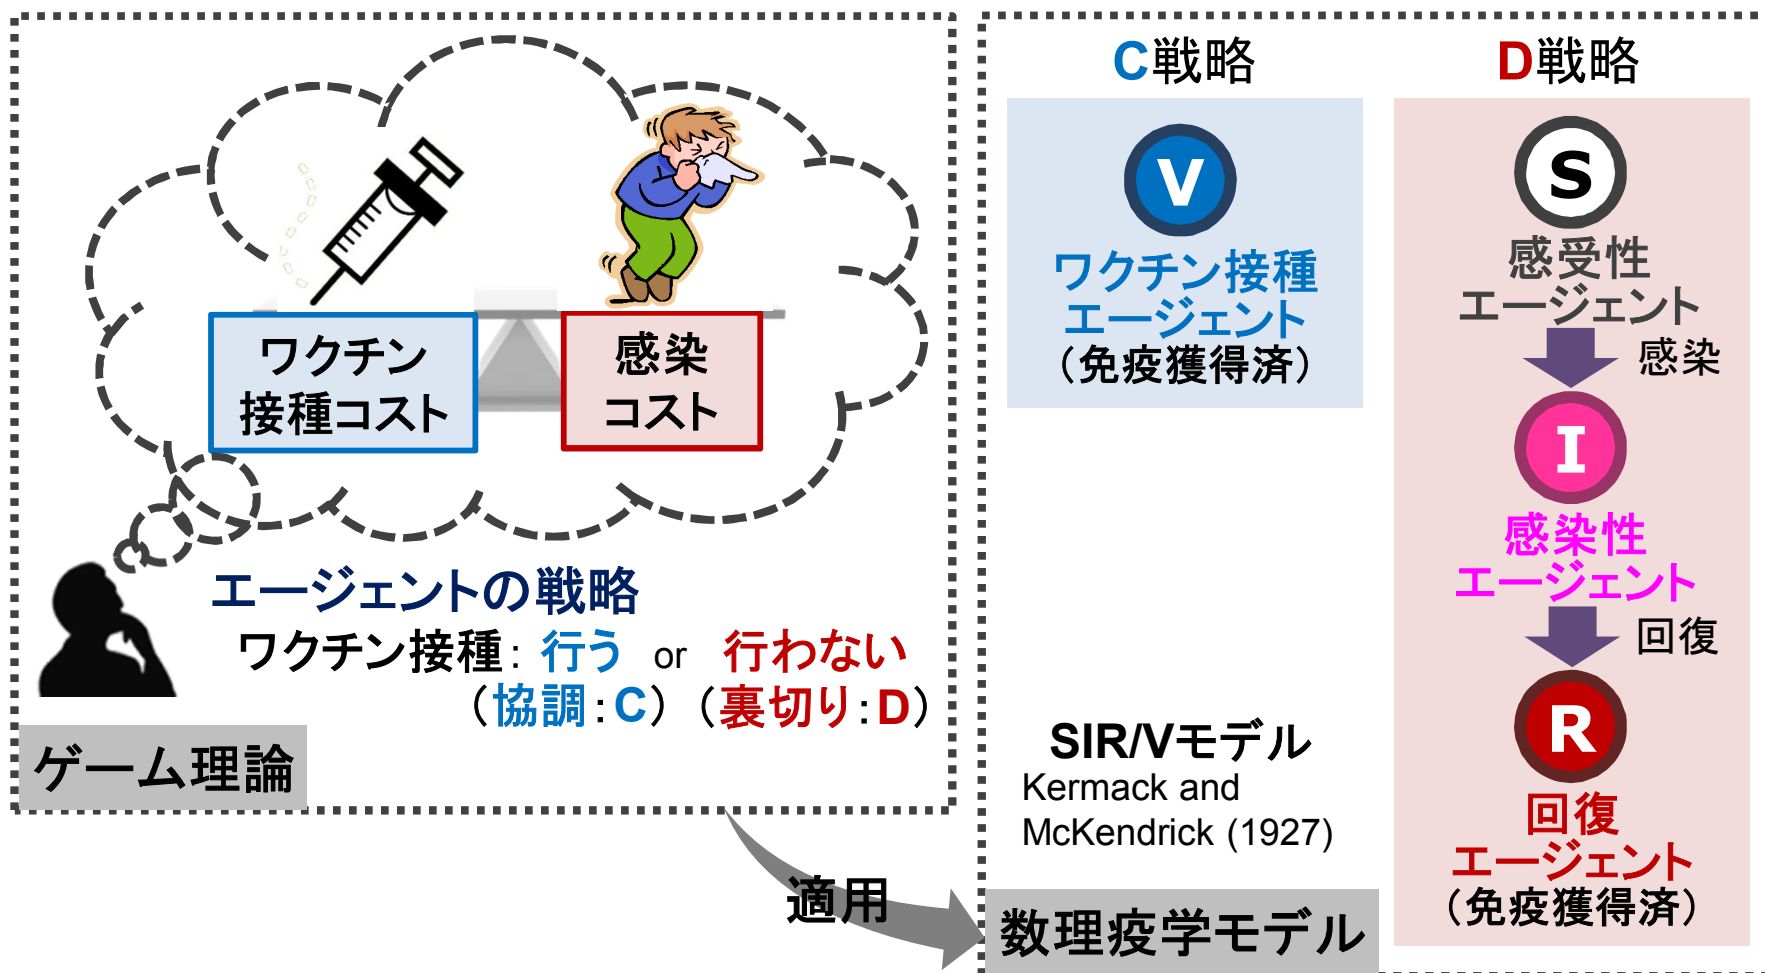 ワクチン
接種コスト
感染
コスト
エージェントの戦略
ワクチン接種: 行う or 行わない
(協調:C) (裏切り:D)
ゲーム理論
適用
C戦略
V
ワクチン接種
エージェント
(免疫獲得済)
SIR/Vモデル
Kermack and
McKendrick (1927)
数理疫学モデル
D戦略
S
感受性
エージェント
感染
I
感染性
エージェント
回復
R
回復
エージェント
(免疫獲得済)